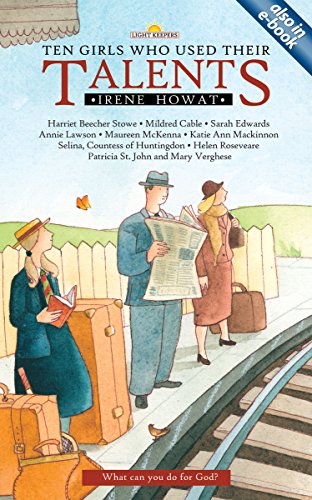 also in
e-book
LIGHT KEEPERS
TEN GIRLS WHO USED THEIR
TALENTS
•IRENE HOWAT•
Harriet Beecher Stowe • Mildred Cable • Sarah Edwards
Annie Lawson • Maureen McKenna • Katie Ann Mackinnon
Selina, Countess of Huntingdon • Helen Roseveare
Patricia St. John and Mary Verghese
What can you do for God?